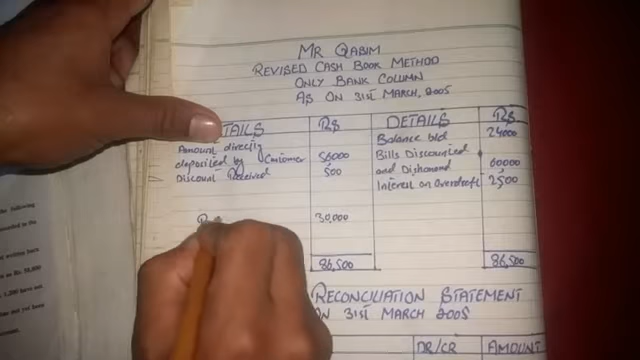 MR QABIM
REVISED CASH BOOK METHOD
ONLY BANK COLUMN
AS ON 31ST MARCH, 2005
TAILS RS DETAILS RS
Amount directly
deposited by Customer 56000
Discount Received 500
30,000
86,500
Balance b/d 24000
Bills Discounted
and Dishonored 60000
Interest on Overdraft 2500
86,500
RECONCILIATION STATEMENT
ON 31ST MARCH 2005
DR/CR AMOUNT